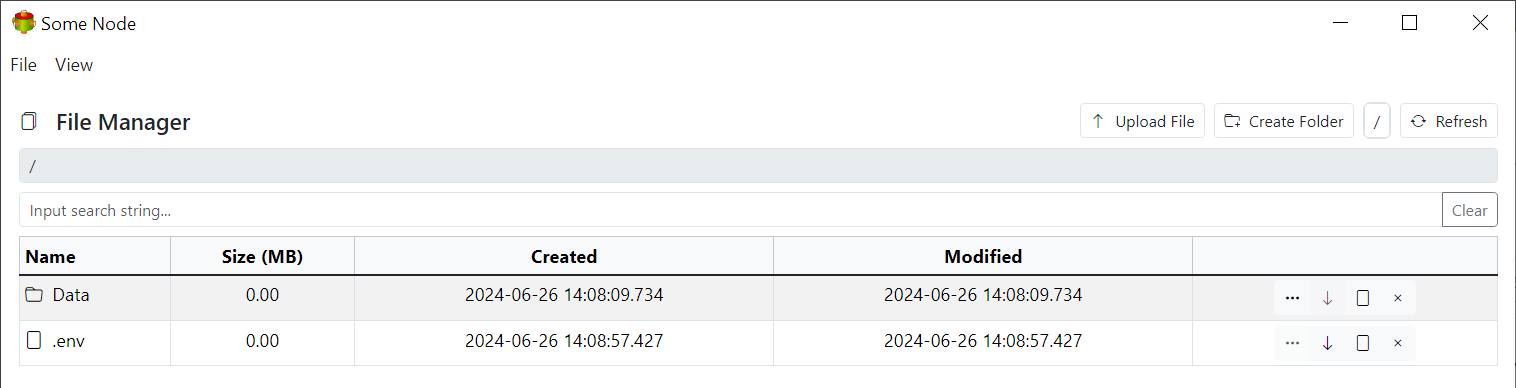 Some Node
File View
File Manager Upload File Create Folder / Refresh
/
Input search string... Clear
Name Size (MB) Created Modified
Data 0.00 2024-06-26 14:08:09.734 2024-06-26 14:08:09.734
.env 0.00 2024-06-26 14:08:57.427 2024-06-26 14:08:57.427